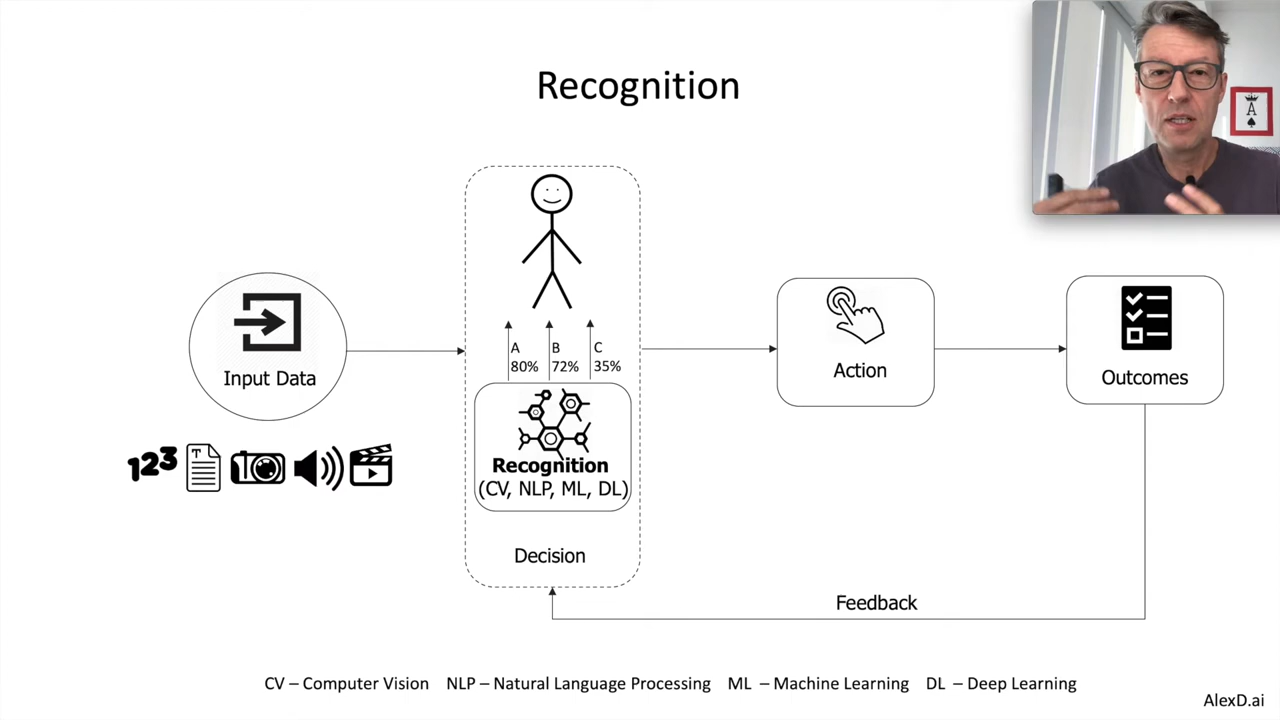 Recognition
A
A
B
C
80%
72%
35%
Input Data
123
T
Recognition
(CV, NLP, ML, DL)
Decision
Action
Outcomes
Feedback
CV – Computer Vision NLP – Natural Language Processing ML – Machine Learning DL – Deep Learning
AlexD.ai